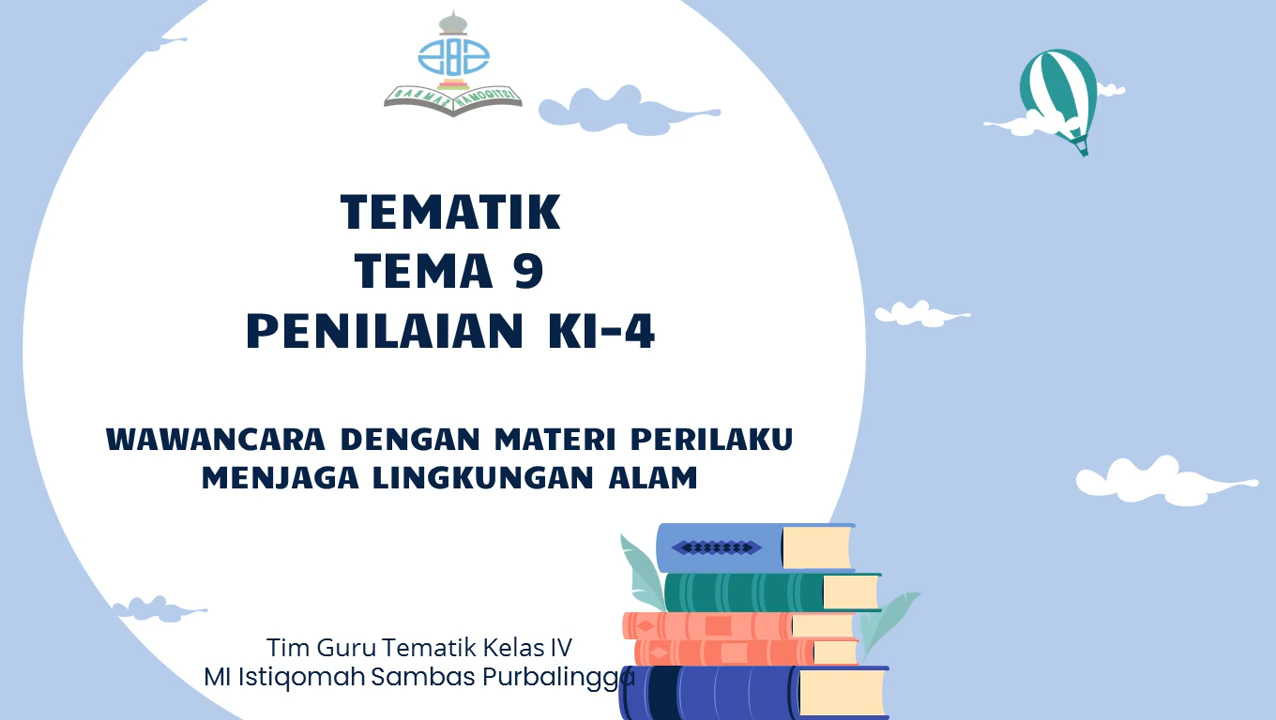 TEMATIK
TEMA 9
PENILAIAN KI-4
WAWANCARA DENGAN MATERI PERILAKU
MENJAGA LINGKUNGAN ALAM
Tim Guru Tematik Kelas IV
MI Istiqomah Sambas Purbalingga